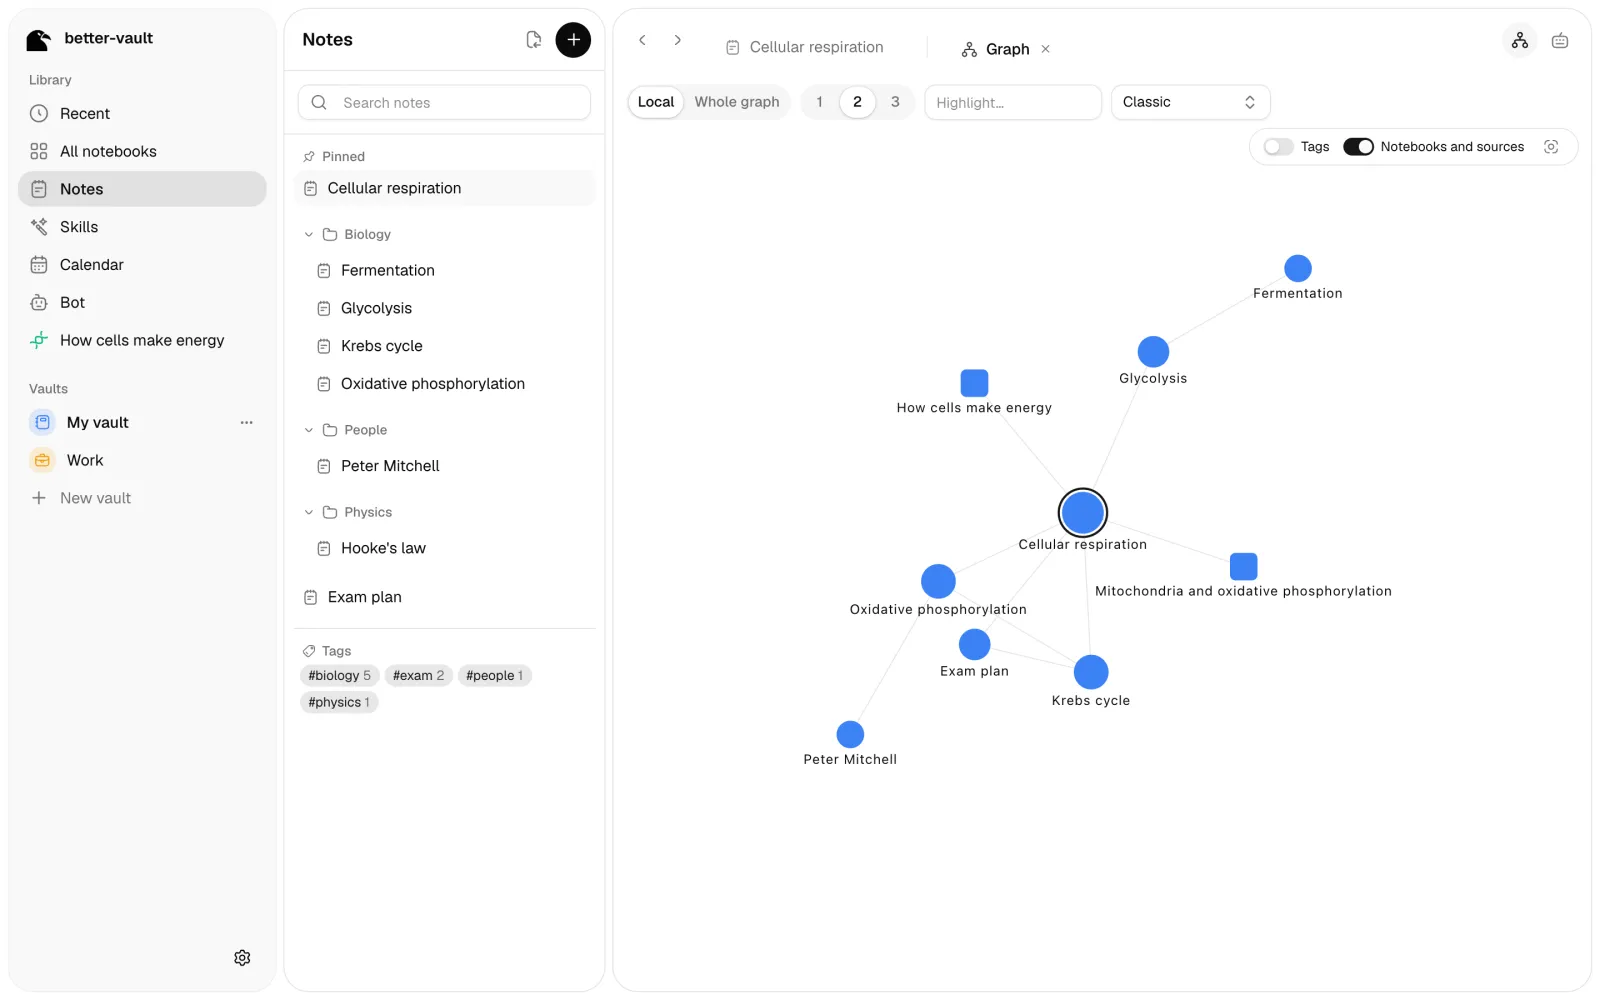 better-vault
Library
Recent
All notebooks
Notes
Skills
Calendar
Bot
How cells make energy
Vaults
My vault
Work
New vault
Notes
Search notes
Pinned
Cellular respiration
Biology
Fermentation
Glycolysis
Krebs cycle
Oxidative phosphorylation
People
Peter Mitchell
Physics
Hooke's law
Exam plan
Tags
#biology 5 #exam 2 #people 1
#physics 1
Cellular respiration Graph
Local Whole graph 1 2 3 Highlight... Classic
Tags Notebooks and sources
Fermentation
Glycolysis
How cells make energy
Cellular respiration
Mitochondria and oxidative phosphorylation
Oxidative phosphorylation
Exam plan
Krebs cycle
Peter Mitchell